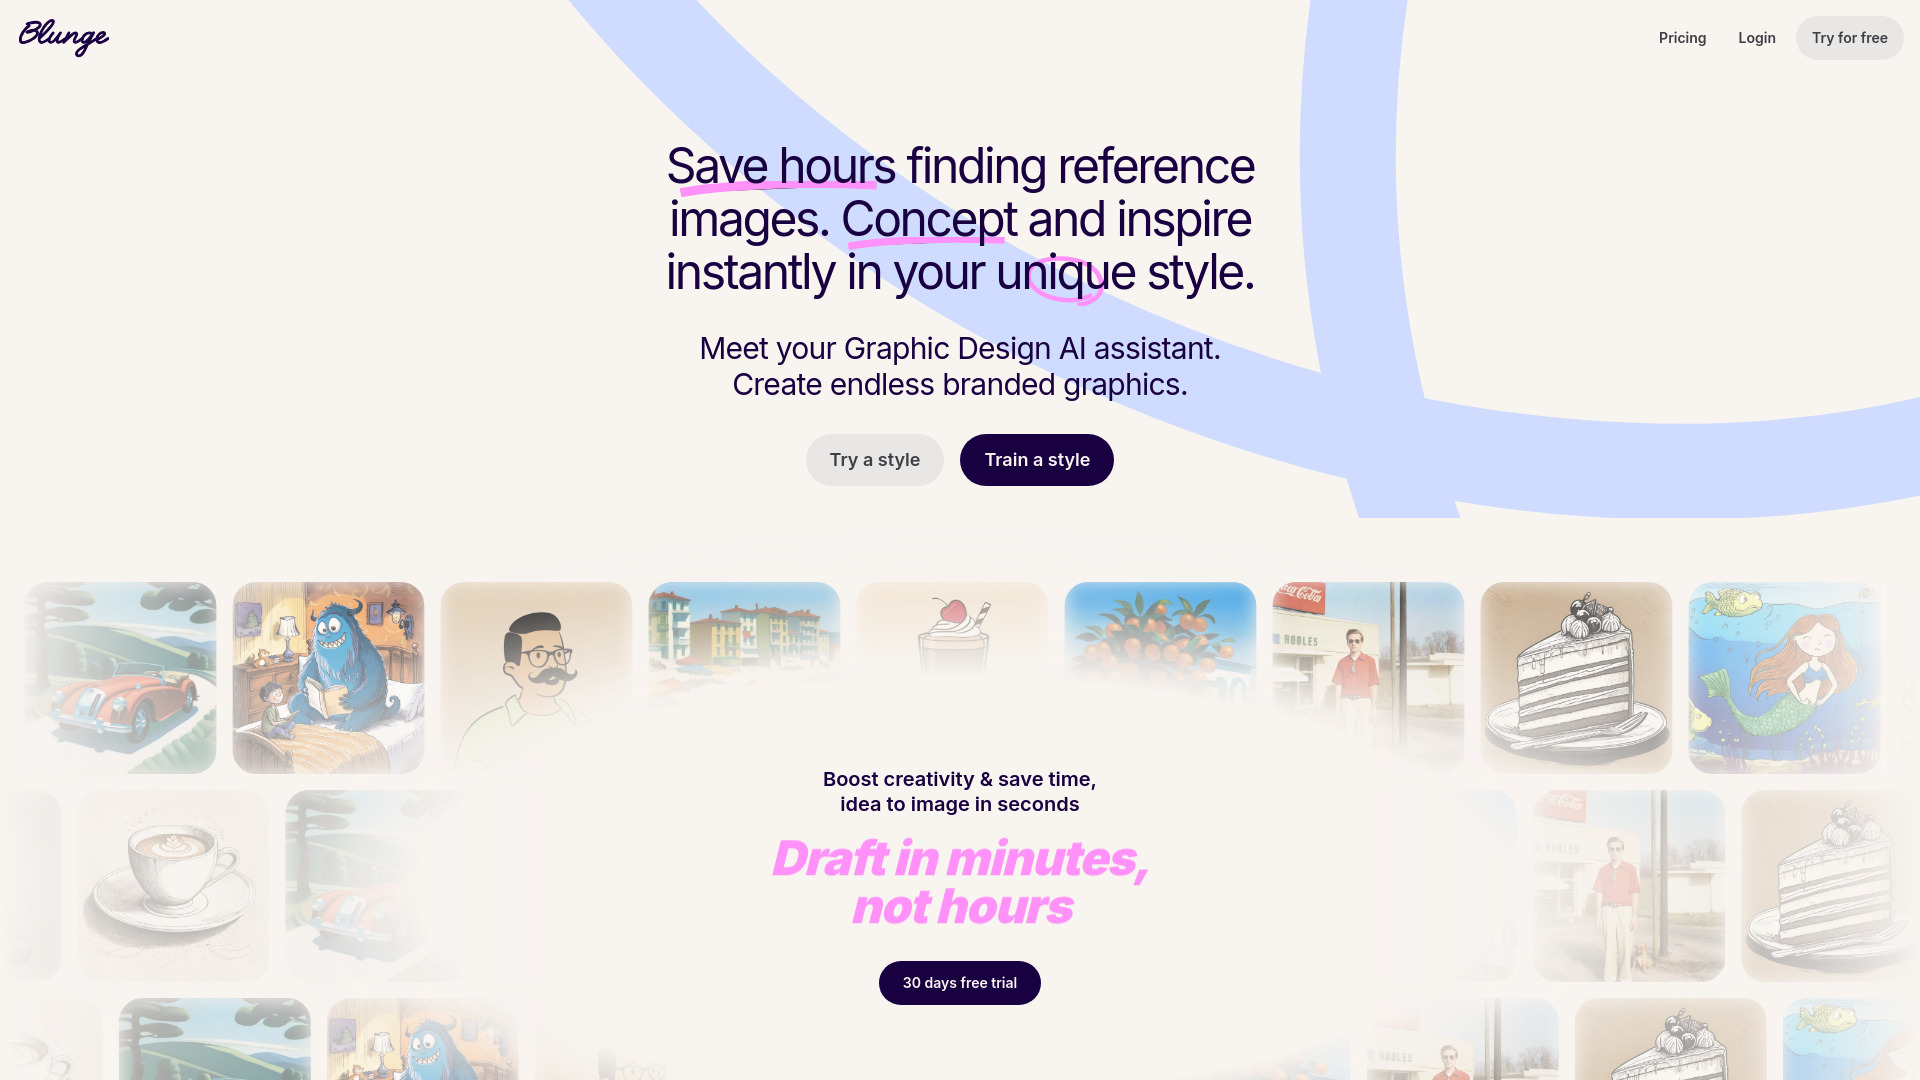 Blunge
Pricing
Login
Try for free
Save hours finding reference
images. Concept and inspire
instantly in your unique style.
Meet your Graphic Design AI assistant.
Create endless branded graphics.
Try a style
Train a style
Coca-Cola
ROBLES
Boost creativity & save time,
idea to image in seconds
Coca-Cola
ROBLES
Draft in minutes,
not hours
30 days free trial
ROBLES